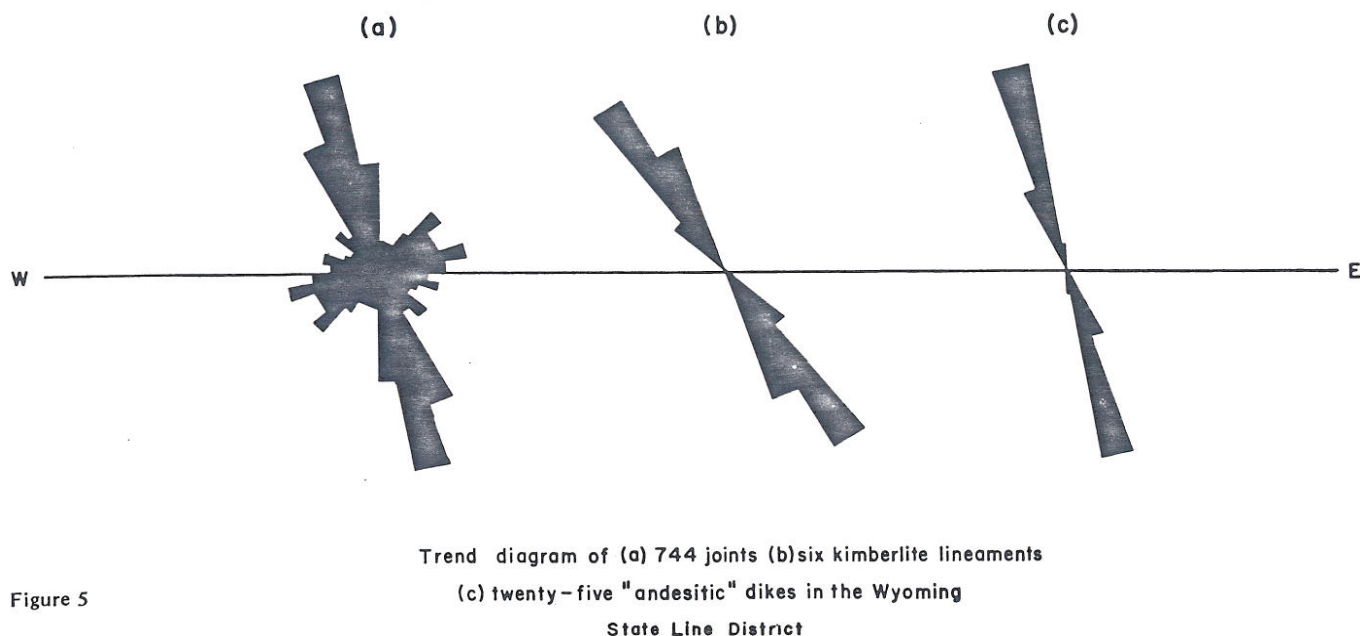 (a) (b) (c)
W E
Trend diagram of (a) 744 joints (b)six kimberlite lineaments
(c) twenty-five "andesitic" dikes in the Wyoming
State Line District
Figure 5